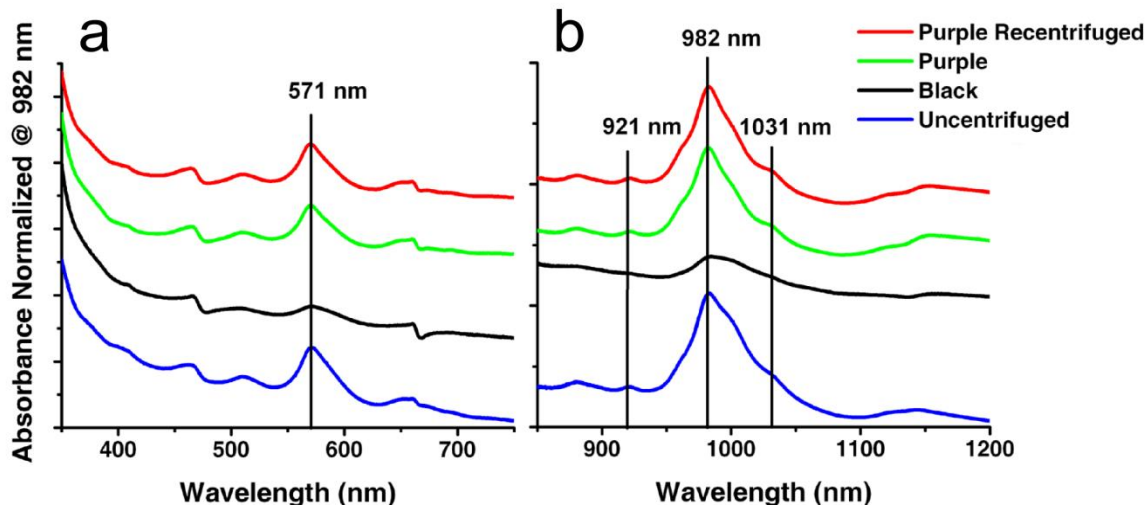 a
b
Purple Recentrifuged
Purple
Black
Uncentrifuged
Absorbance Normalized @ 982 nm
571 nm
982 nm
921 nm
1031 nm
400 500 600 700
900 1000 1100 1200
Wavelength (nm)
Wavelength (nm)